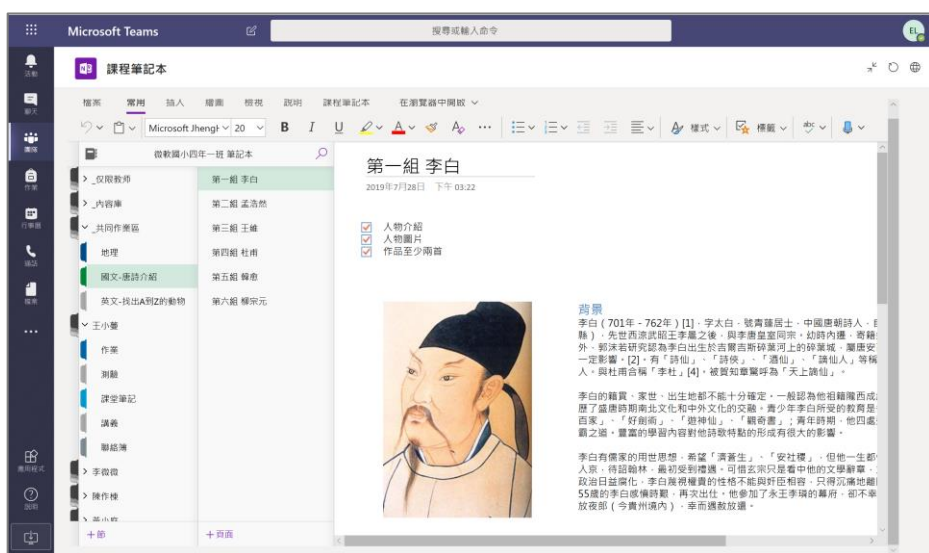 Microsoft Teams
搜尋或輸入命令
EL
活動
聊天
團隊
作業
行事曆
通話
檔案
應用程式
說明
課程筆記本
檔案 常用 插入 繪圖 檢視 說明 課程筆記本 在瀏覽器中開啟
Microsoft JhengH 20 B I U 樣式 標籤 abc
微軟國小四年一班 筆記本
_僅限教師
_內容庫
_共同作業區
地理
國文-唐詩介紹
英文-找出A到Z的動物
王小蔓
作業
測驗
課堂筆記
講義
聯絡簿
李微微
陳作棟
+節
第一組 李白
第二組 孟浩然
第三組 王維
第四組 杜甫
第五組 韓愈
第六組 柳宗元
+頁面
第一組 李白
2019年7月28日 下午 03:22
人物介紹
人物圖片
作品至少兩首
背景
李白(701年-762年)[1],字太白,號青蓮居士,中國唐朝詩人,
縣),先世西涼武昭王李暠之後,與李唐皇室同宗。幼時內遷,寄籍
外,郭沫若研究認為李白出生於吉爾吉斯碎葉河上的碎葉城,屬唐安
一定影響。[2]。有「詩仙」、「詩俠」、「酒仙」、「謫仙人」等稱
人。與杜甫合稱「李杜」[4]。被賀知章驚呼為「天上謫仙」。
李白的籍貫、家世、出生地都不能十分確定。一般認為他祖籍隴西成
歷了盛唐時期南北文化和中外文化的交融。青少年李白所受的教育是
百家」、「好劍術」、「遊神仙」、「觀奇書」;青年時期,他四處
霸之道。豐富的學習內容對他詩歌特點的形成有很大的影響。
李白有儒家的用世思想,希望「濟蒼生」、「安社稷」,但他一生都
人京,待詔翰林,最初受到禮遇。可惜玄宗只是看中他的文學辭章,
政治日益腐化,李白蔑視權貴的性格不能與奸臣相容,只得沉痛地離
55歲的李白感憤時艱,再次出仕。他參加了永王李璘的幕府,卻不幸
放夜郎(今貴州境內),幸而遇赦放還。